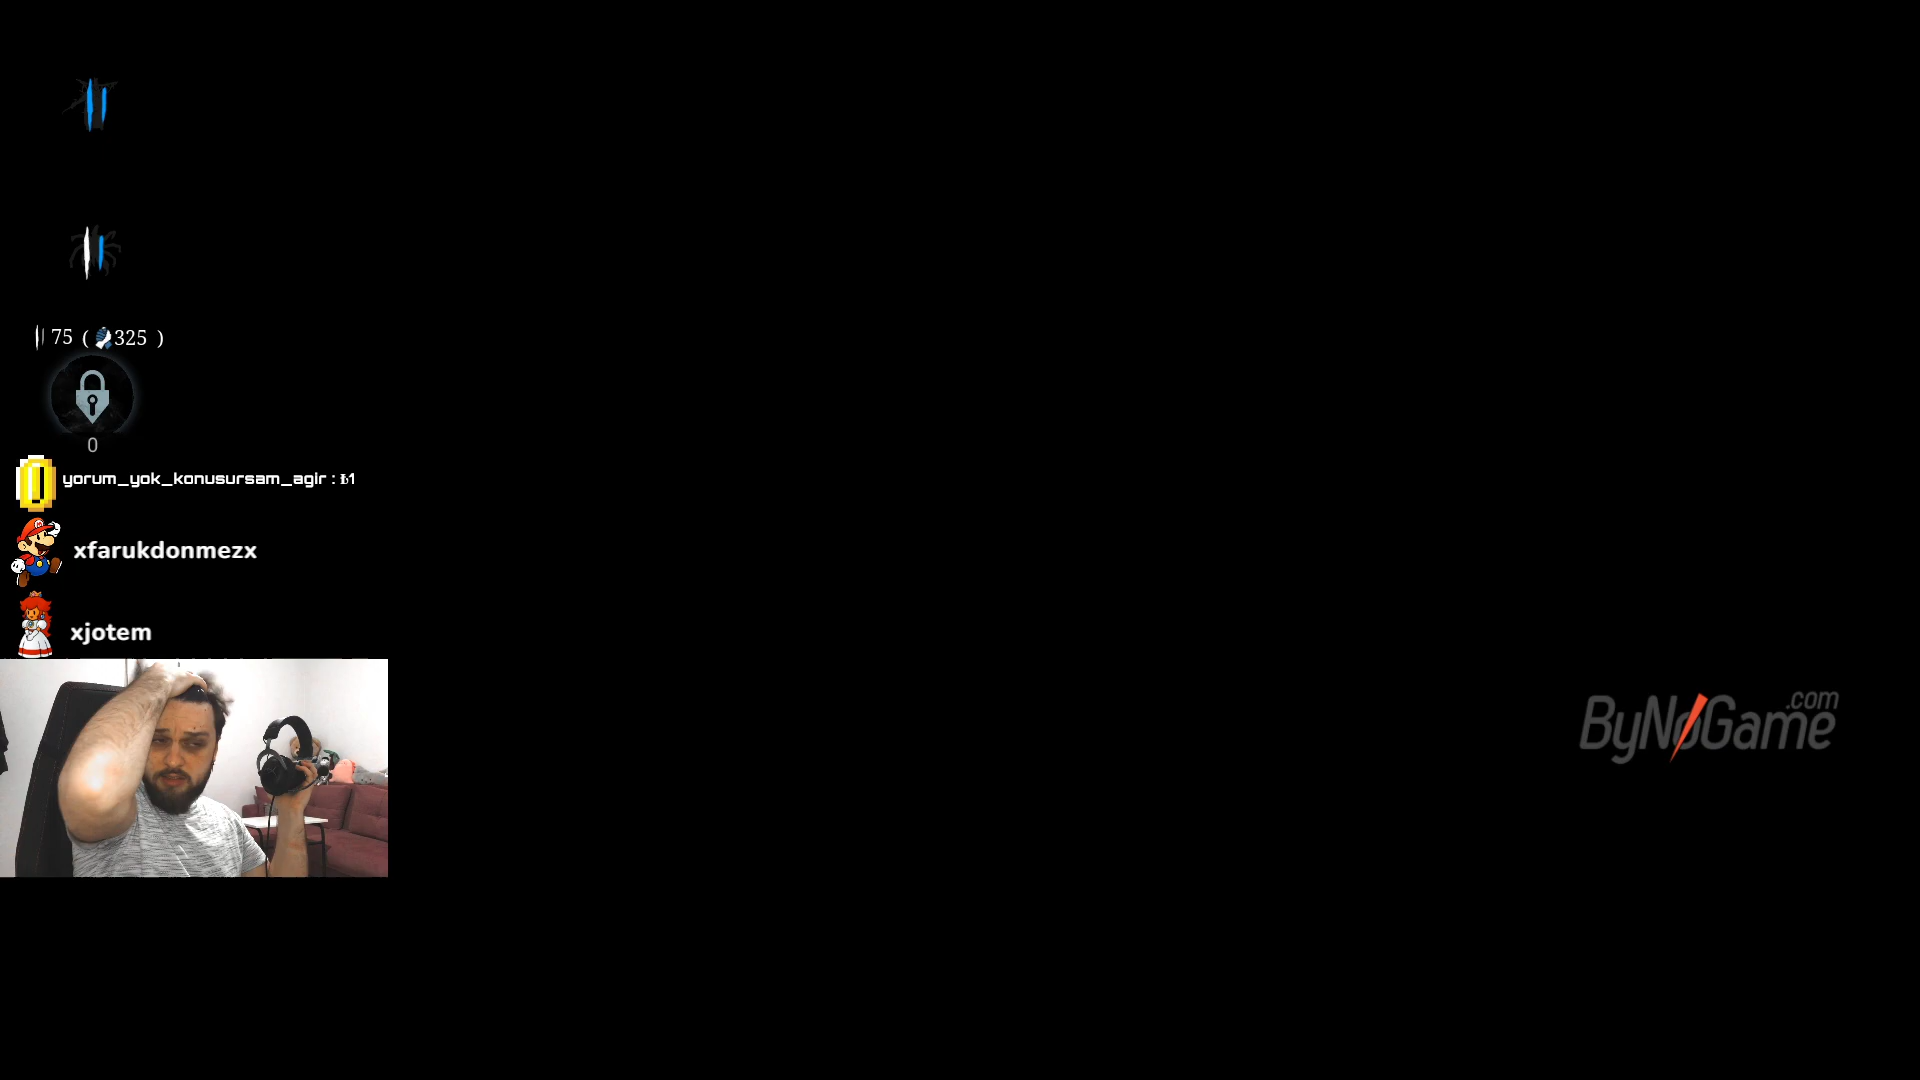 75 ( 325 )
0
yorum_yok_konusursam_agir : ₺1
xfarukdonmezx
xjotem
ByNoGame.com